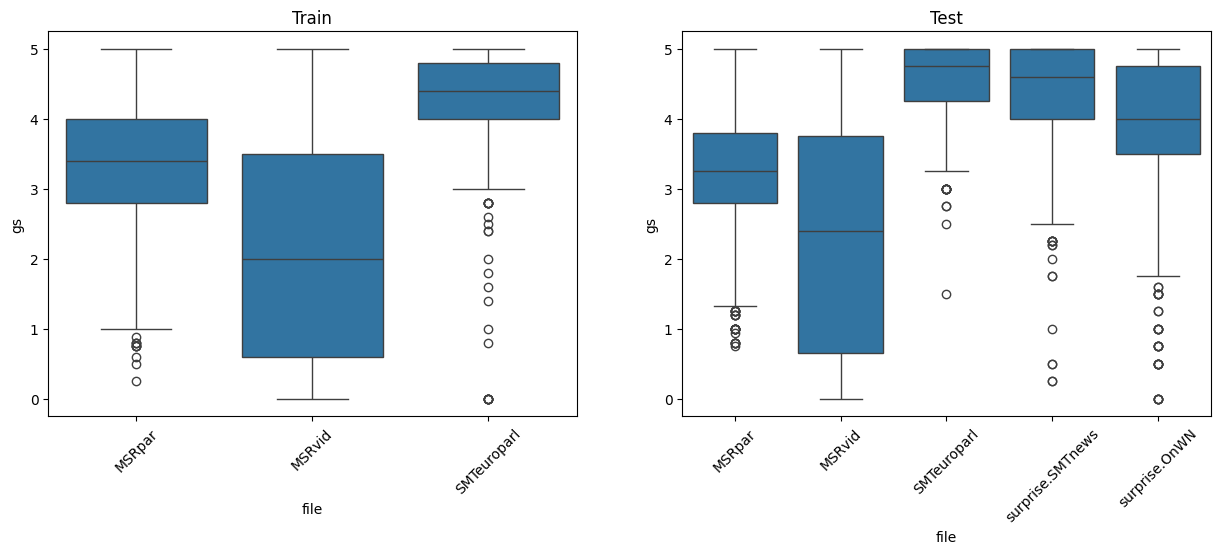 Train
5
4
3
2
1
0
gs
MSRpar
MSRvid
SMTeuroparl
file
Test
5
4
3
2
1
0
gs
MSRpar
MSRvid
SMTeuroparl
surprise.SMTnews
surprise.OnWN
file